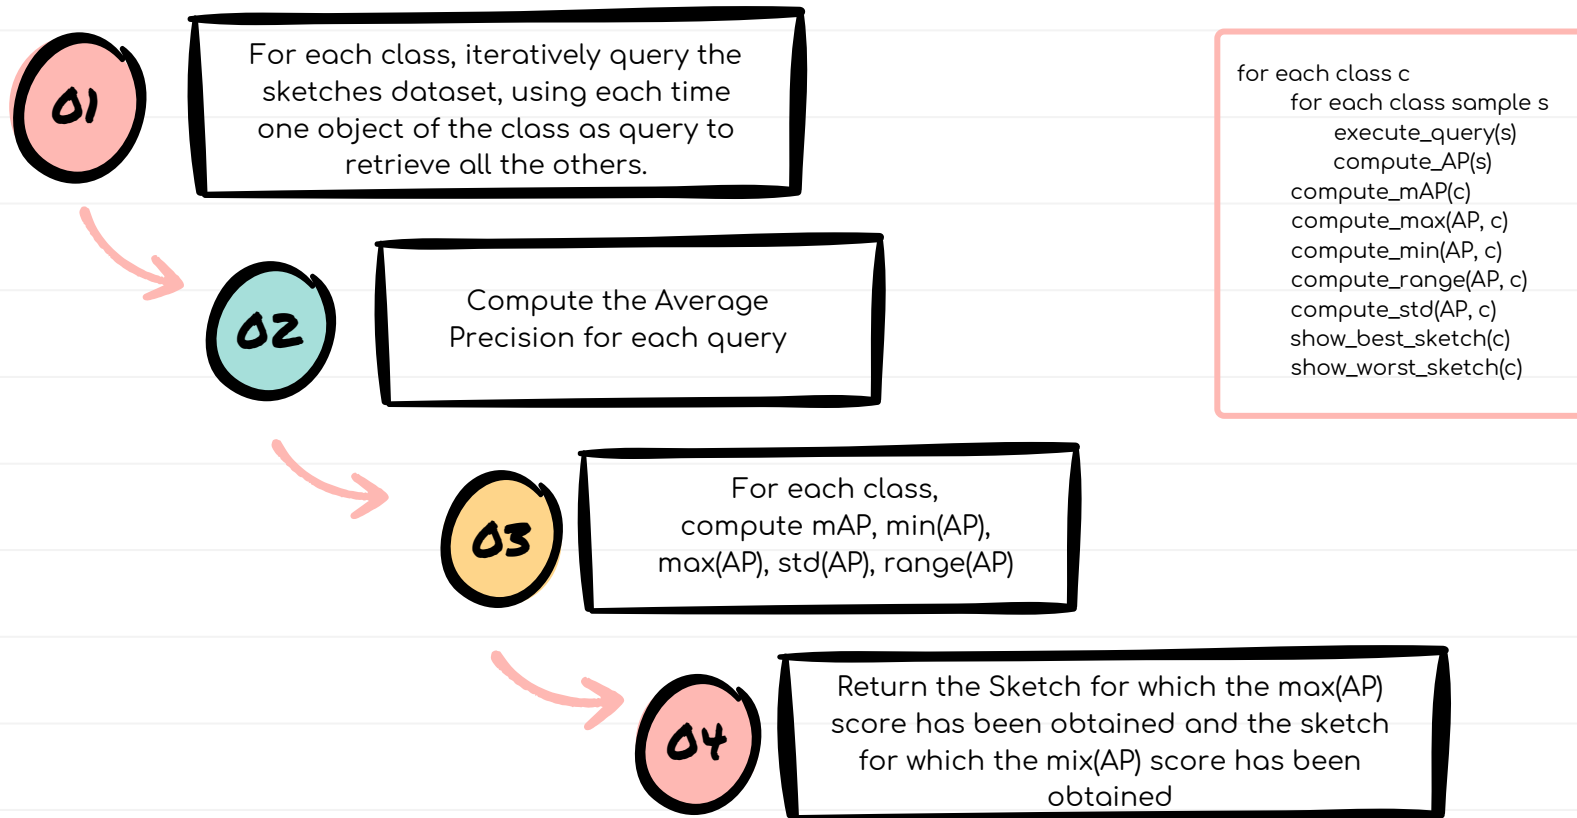 01
For each class, iteratively query the
sketches dataset, using each time
one object of the class as query to
retrieve all the others.
02
Compute the Average
Precision for each query
03
For each class,
compute mAP, min(AP),
max(AP), std(AP), range(AP)
04
Return the Sketch for which the max(AP)
score has been obtained and the sketch
for which the mix(AP) score has been
obtained
for each class c
for each class sample s
execute_query(s)
compute_AP(s)
compute_mAP(c)
compute_max(AP, c)
compute_min(AP, c)
compute_range(AP, c)
compute_std(AP, c)
show_best_sketch(c)
show_worst_sketch(c)